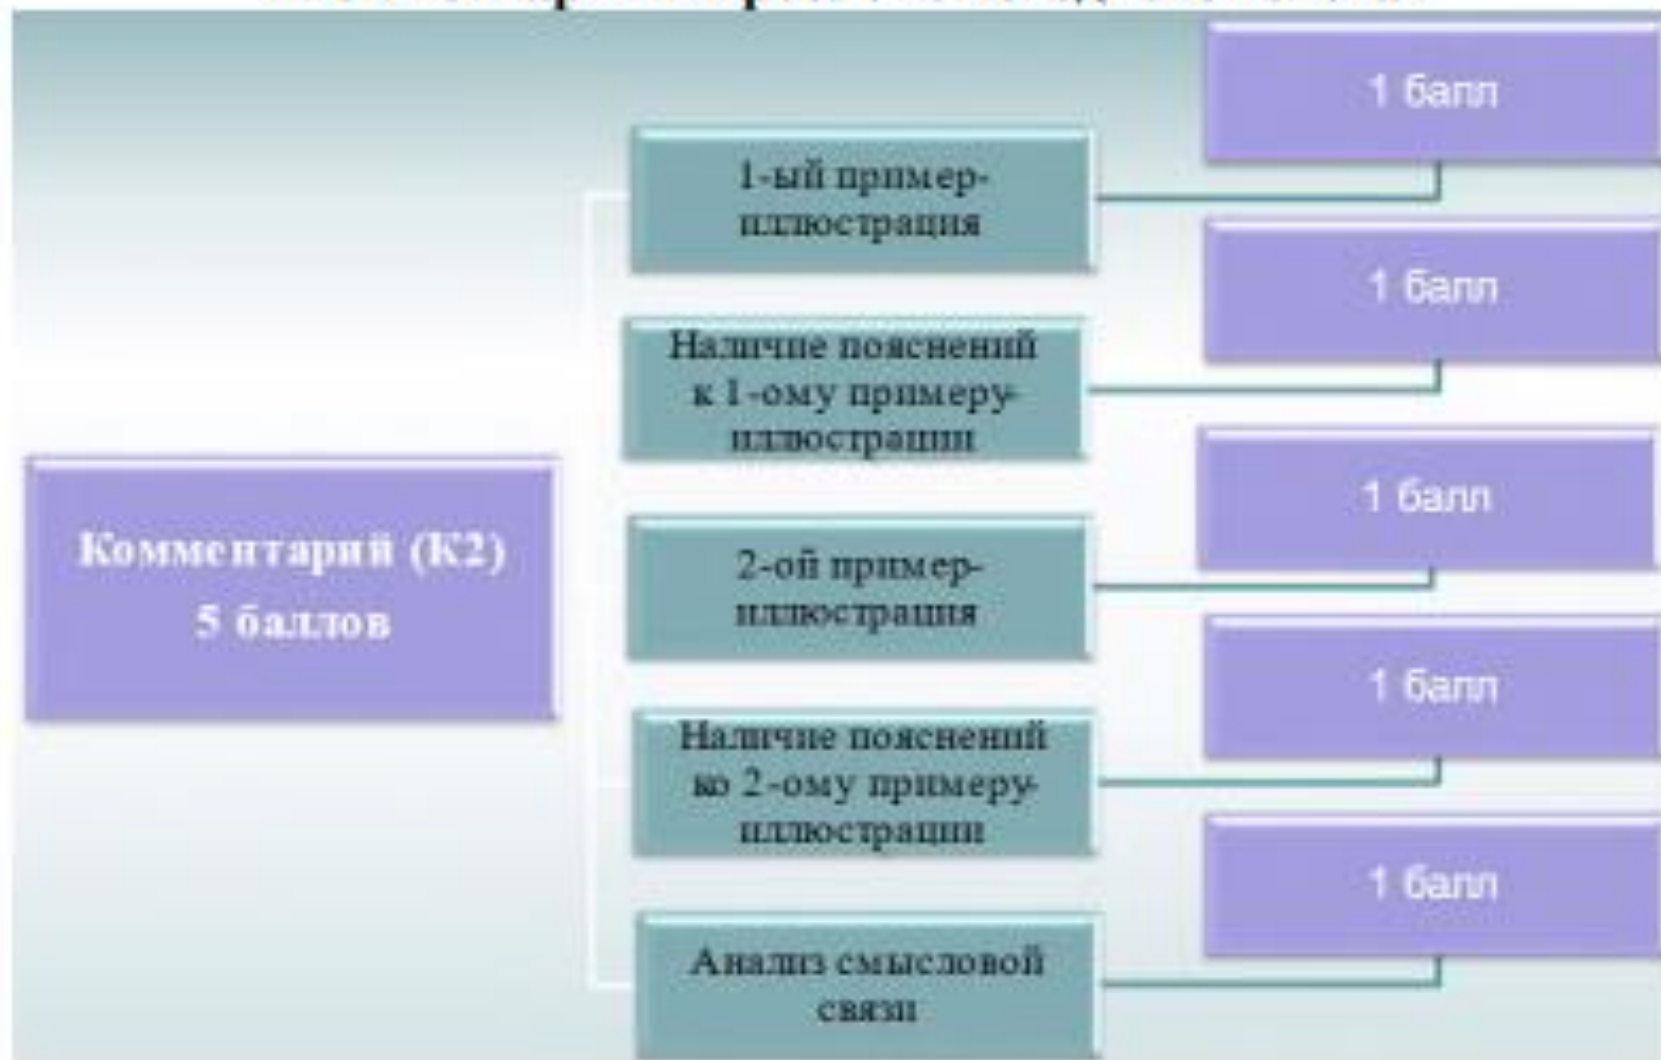 1 балл
1-ый пример-
иллюстрация
1 балл
Наличие пояснений
к 1-ому примеру-
иллюстрации
1 балл
Комментарий (К2)
5 баллов
2-ой пример-
иллюстрация
1 балл
Наличие пояснений
ко 2-ому примеру-
иллюстрации
1 балл
Анализ смысловой
связи